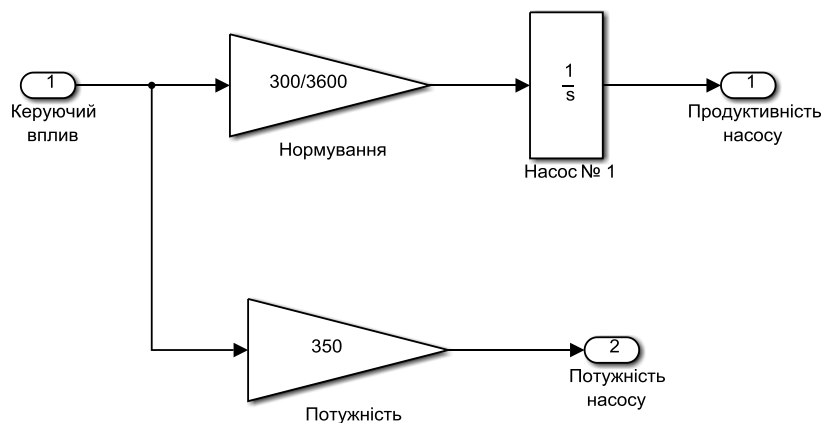 1
Керуючий
вплив
300/3600
Нормування
1
s
Насос № 1
1
Продуктивність
насосу
350
Потужність
2
Потужність
насосу